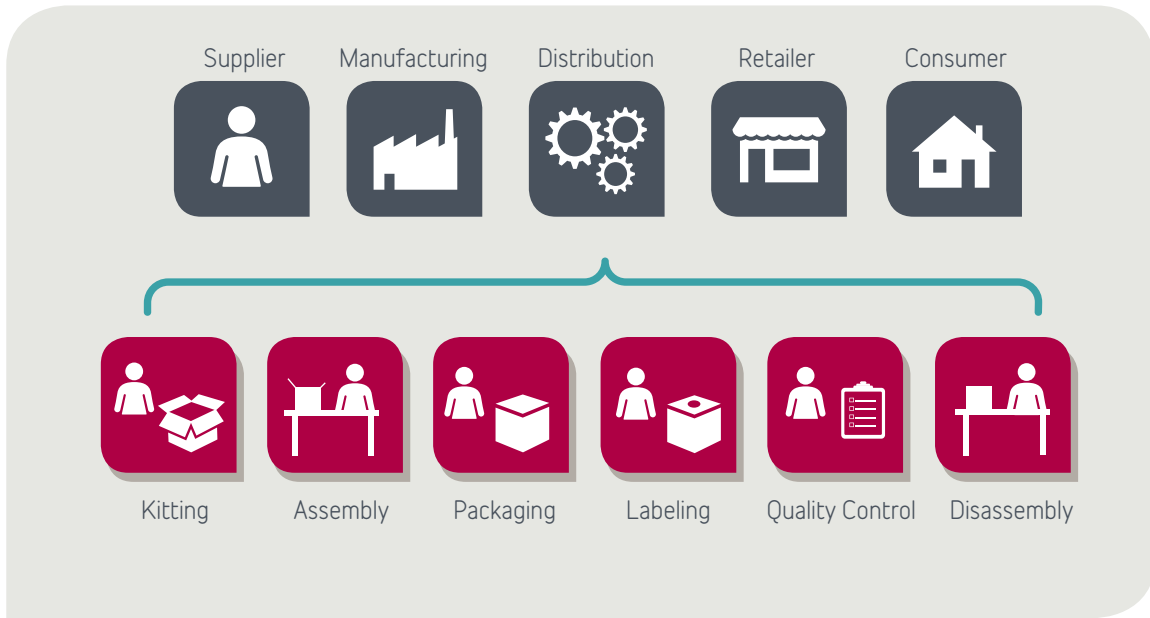 Supplier Manufacturing Distribution Retailer Consumer
Kitting Assembly Packaging Labeling Quality Control Disassembly